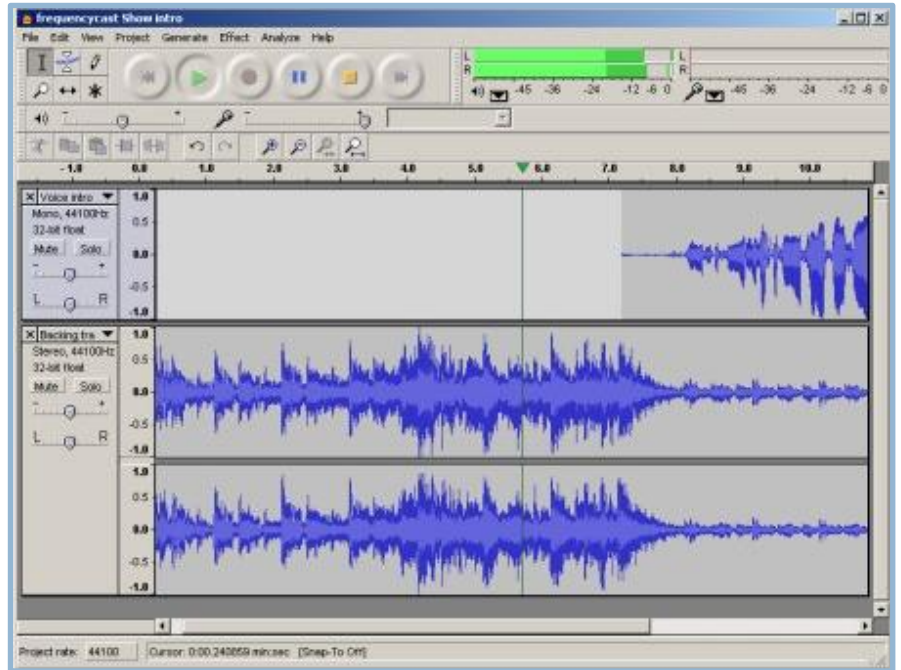 frequencycast Show intro
File Edit View Project Generate Effect Analyze Help
L
R
-45 -36 -24 -12 -6 0
L
R
-45 -36 -24 -12 -6 0
- + - +
-1.0 0.0 1.0 2.0 3.0 4.0 5.0 6.0 7.0 8.0 9.0 10.0
Voice intro
Mono, 44100Hz
32-bit float
Mute Solo
- +
L R
1.0
0.5
0.0
-0.5
-1.0
Backing tra
Stereo, 44100Hz
32-bit float
Mute Solo
- +
L R
1.0
0.5
0.0
-0.5
-1.0
1.0
0.5
0.0
-0.5
-1.0
Project rate: 44100 Cursor: 0:00.240859 min:sec [Snap-To Off]